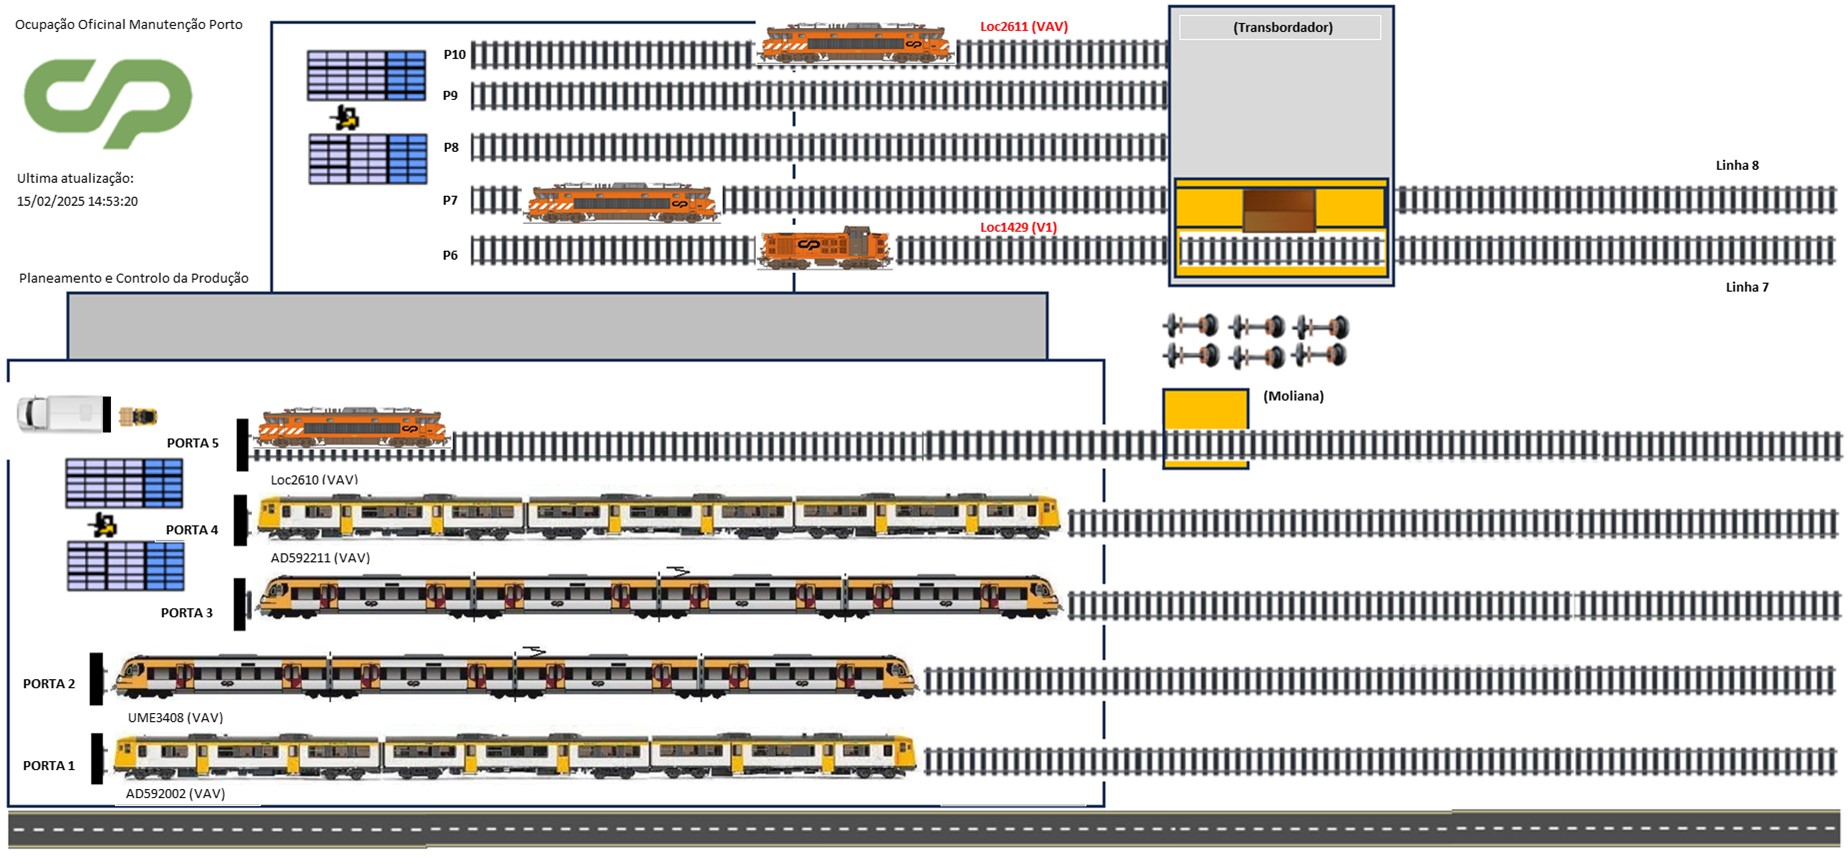 Ocupação Oficinal Manutenção Porto
CP
Ultima atualização:
15/02/2025 14:53:20
Planeamento e Controlo da Produção
P10
Loc2611 (VAV)
(Transbordador)
P9
P8
Linha 8
P7
Loc1429 (V1)
P6
Linha 7
(Moliana)
PORTA 5
Loc2610 (VAV)
PORTA 4
AD592211 (VAV)
PORTA 3
PORTA 2
UME3408 (VAV)
PORTA 1
AD592002 (VAV)